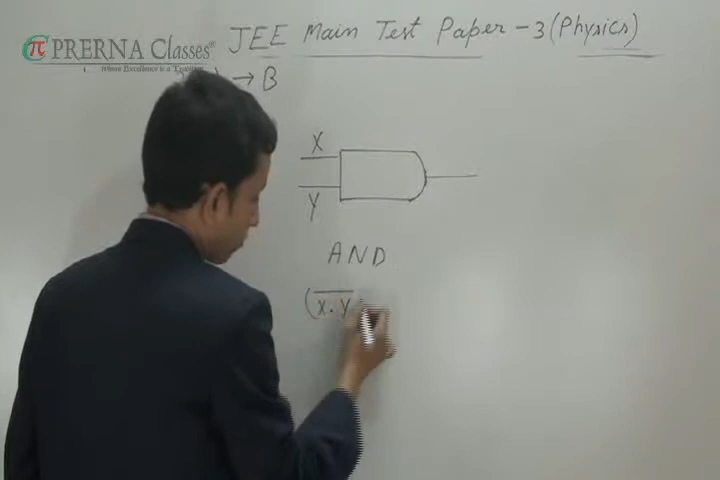 PRERNA Classes®
JEE Main Test Paper - 3 (Physics)
→ B
X
Y
AND
(X.Y